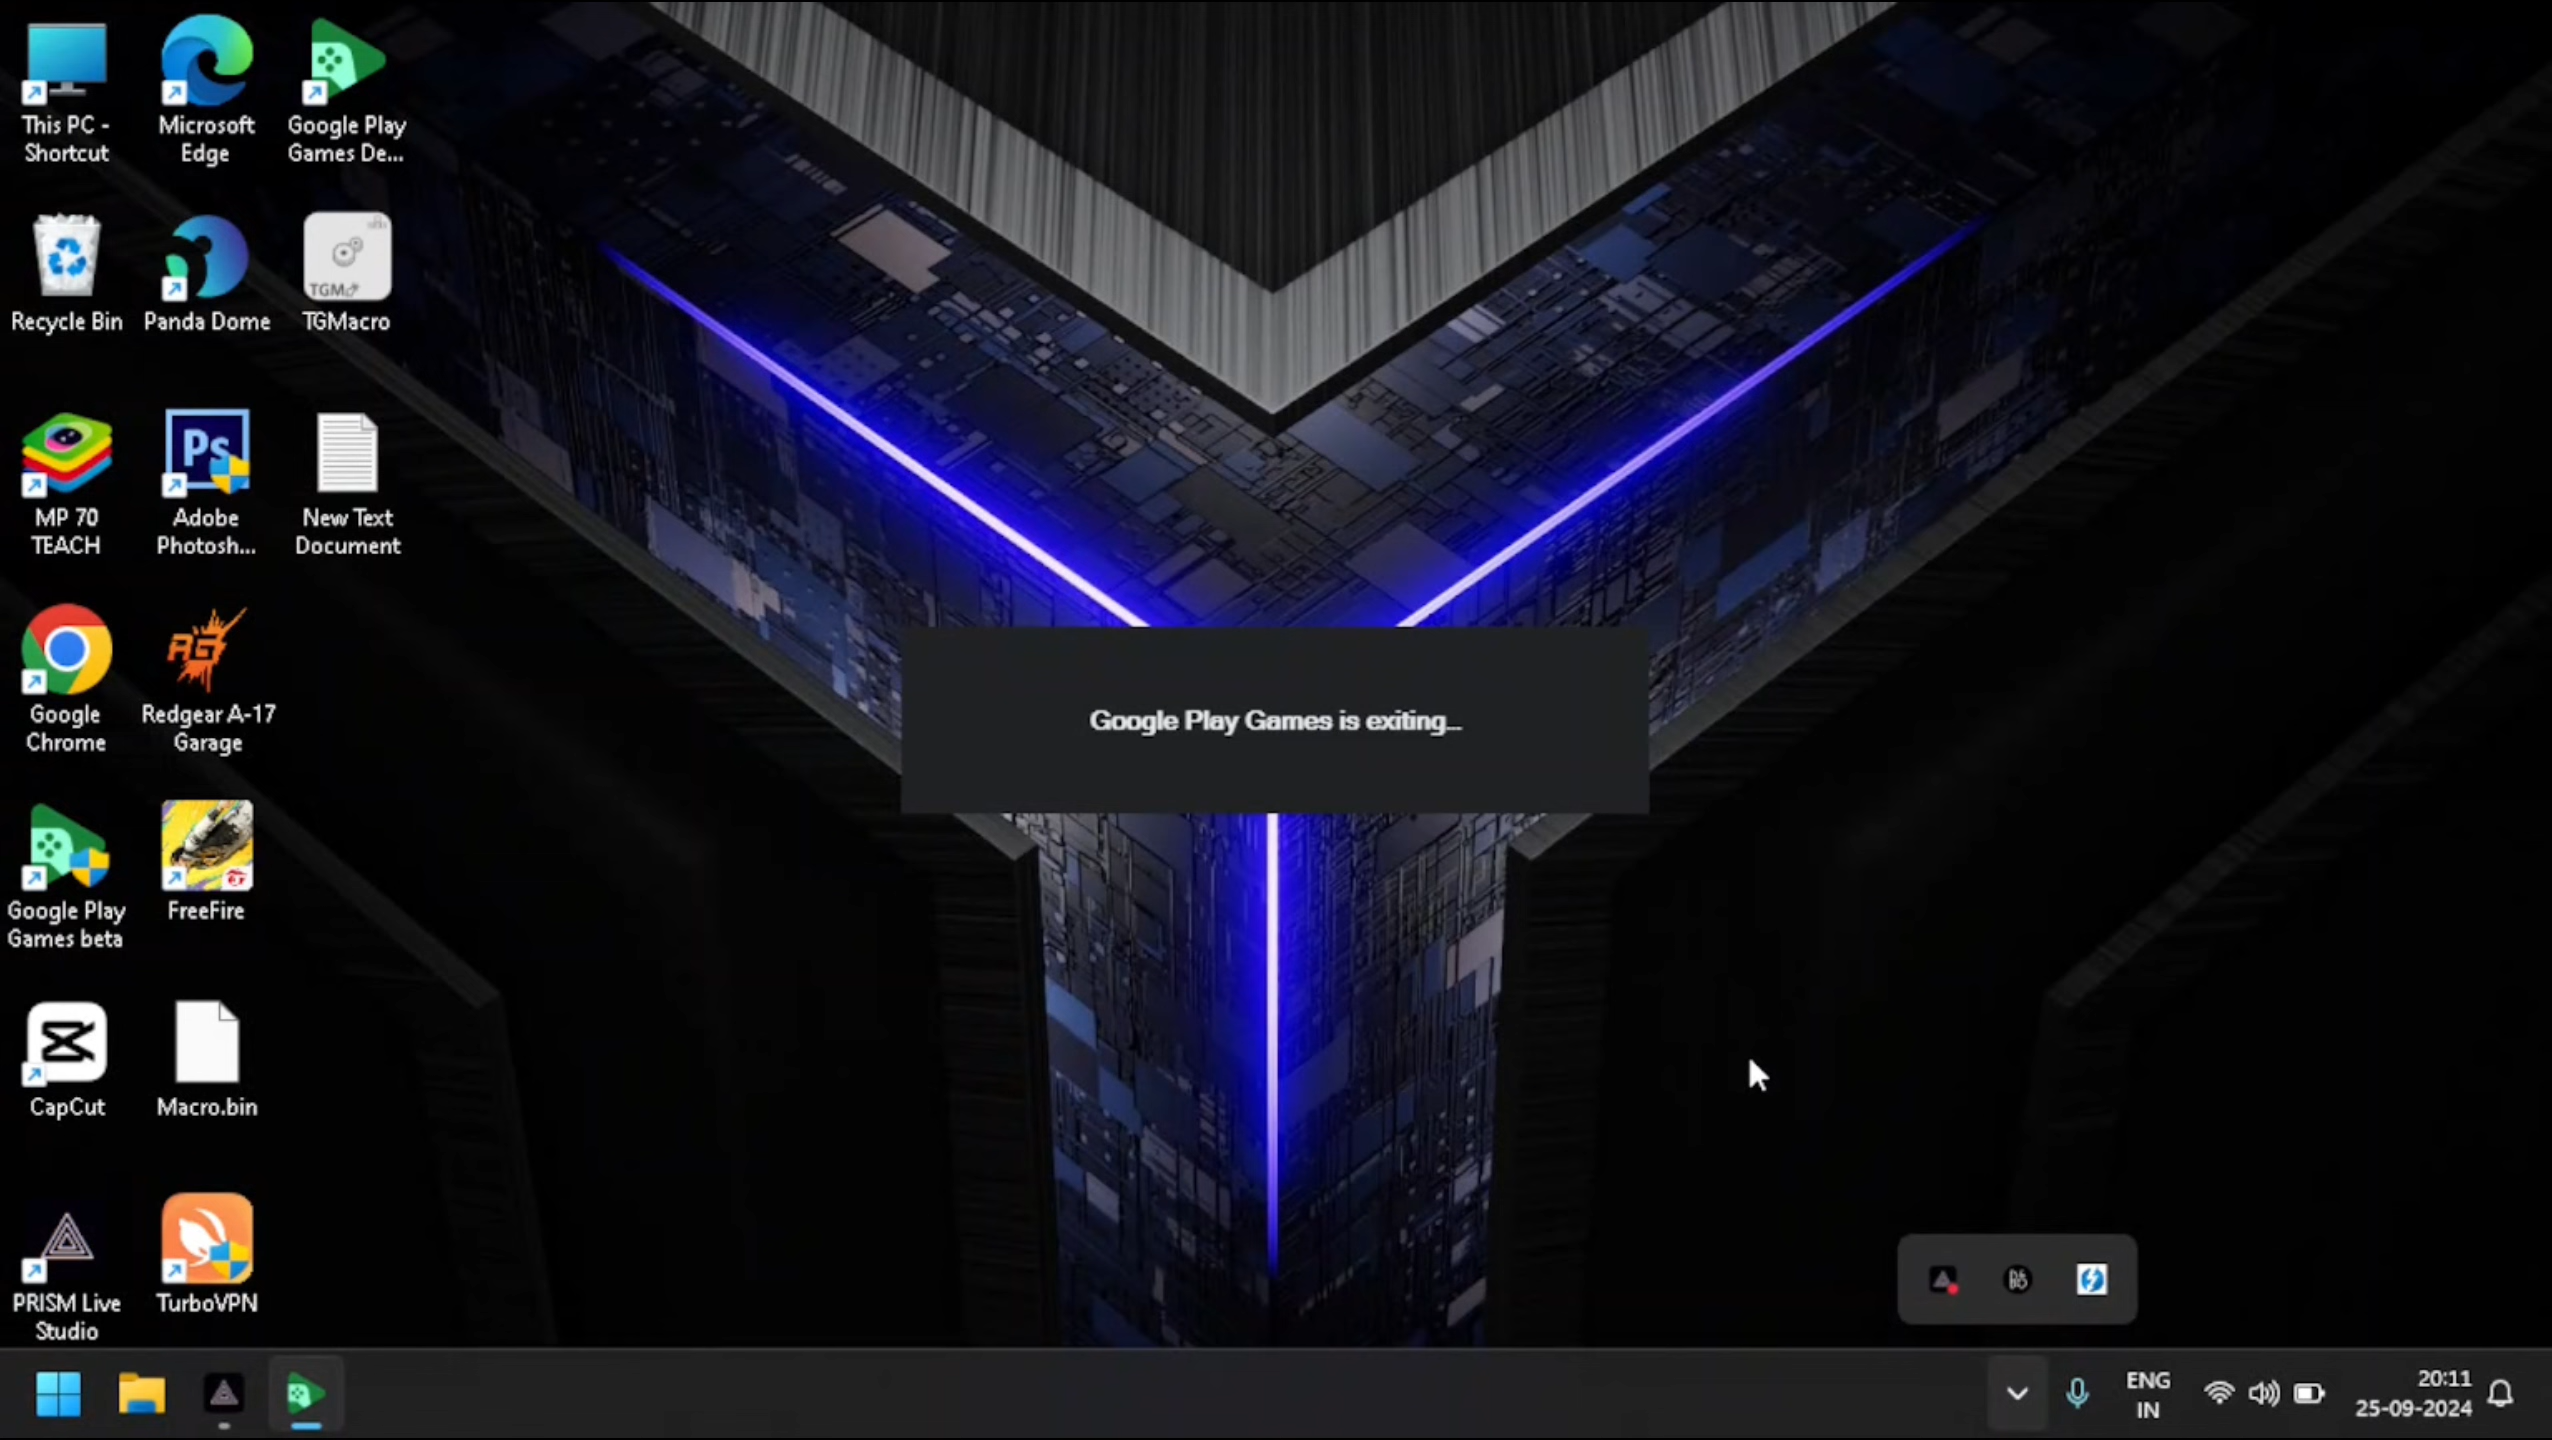 This PC -
Shortcut
Microsoft
Edge
Google Play
Games De...
Recycle Bin
Panda Dome
TGM
TGMacro
MP 70
TEACH
Ps
Adobe
Photosh...
New Text
Document
Google
Chrome
AG
Redgear A-17
Garage
Google Play Games is exiting...
Google Play
Games beta
FreeFire
CapCut
Macro.bin
PRISM Live
Studio
TurboVPN
ENG
IN
20:11
25-09-2024